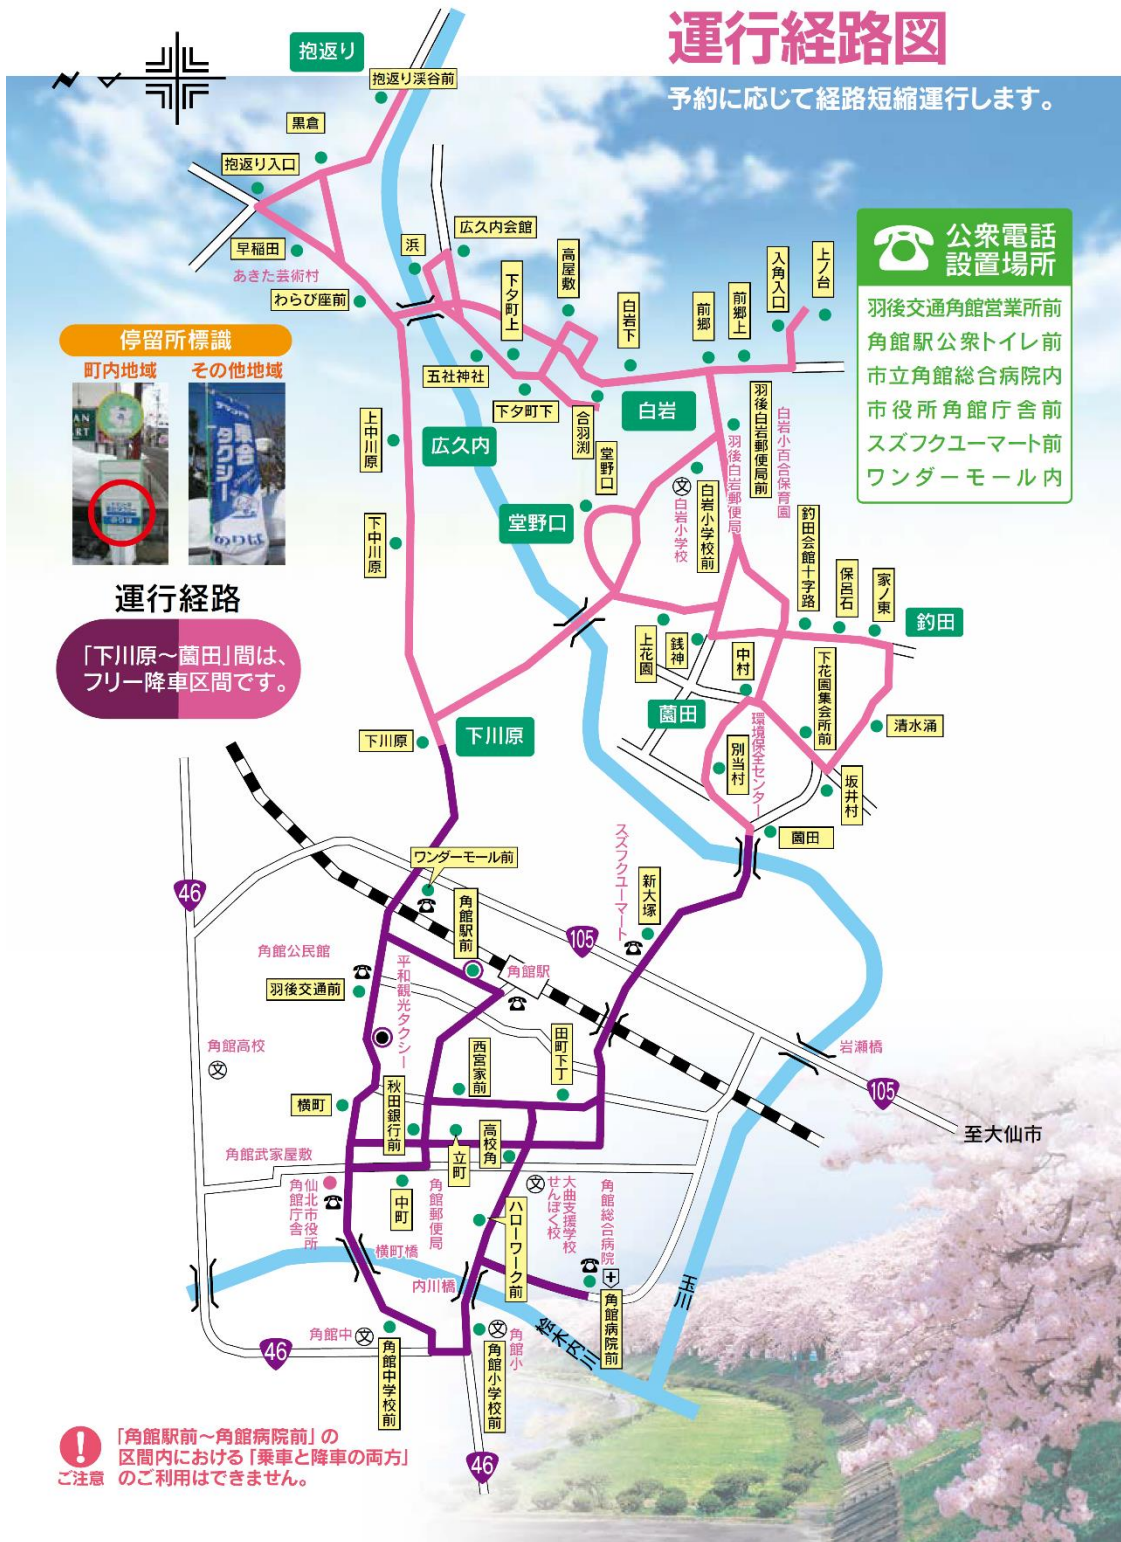 運行経路図
予約に応じて経路短縮運行します。
抱返り
抱返り渓谷前
黒倉
抱返り入口
早稲田
あきた芸術村
わらび座前
浜
広久内会館
高屋敷
下夕町上
白岩下
前郷
前郷上
入角入口
上ノ台
公衆電話
設置場所
羽後交通角館営業所前
角館駅公衆トイレ前
市立角館総合病院内
市役所角館庁舎前
スズフクユーマート前
ワンダーモール内
停留所標識
町内地域
その他地域
乗合タクシー
のりば
のりば
五社神社
下夕町下
合羽渕
白岩
上中川原
広久内
堂野口
堂野口
下中川原
白岩小学校
白岩小学校前
羽後白岩郵便局
羽後白岩郵便局前
白岩小百合保育園
釣田会館十字路
保呂石
家ノ東
釣田
運行経路
「下川原～薗田」間は、
フリー降車区間です。
上花園
銭神
中村
薗田
下花園集会所前
清水涌
環境保全センター
別当村
坂井村
薗田
下川原
下川原
スズフクユーマート
新大塚
ワンダーモール前
角館駅前
角館駅
46
105
105
角館公民館
羽後交通前
平和観光タクシー
角館高校
西宮家前
田町下丁
岩瀬橋
至大仙市
横町
秋田銀行前
立町
高校角
角館武家屋敷
仙北市役所
角館庁舎
中町
角館郵便局
ハローワーク前
大曲支援学校
せんぼく校
角館総合病院
角館病院前
横町橋
内川橋
玉川
桧木内川
角館中
角館中学校前
角館小
角館小学校前
46
46
ご注意
「角館駅前～角館病院前」の
区間内における「乗車と降車の両方」
のご利用はできません。